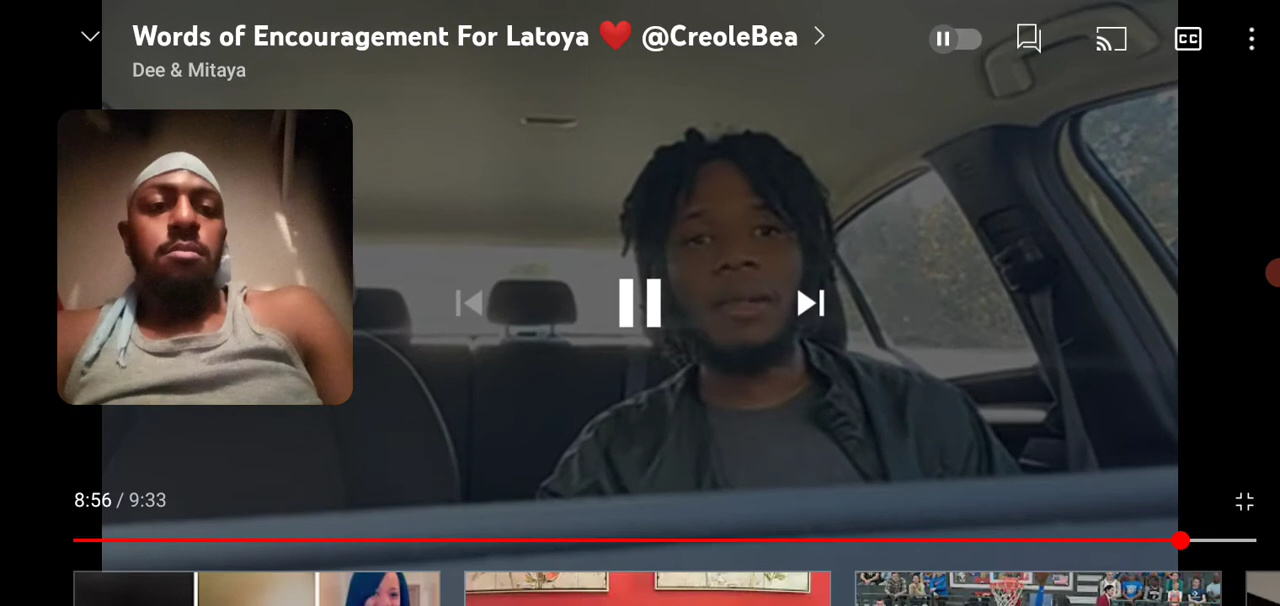 Words of Encouragement For Latoya ❤️ @CreoleBea
Dee & Mitaya
CC
8:56 / 9:33